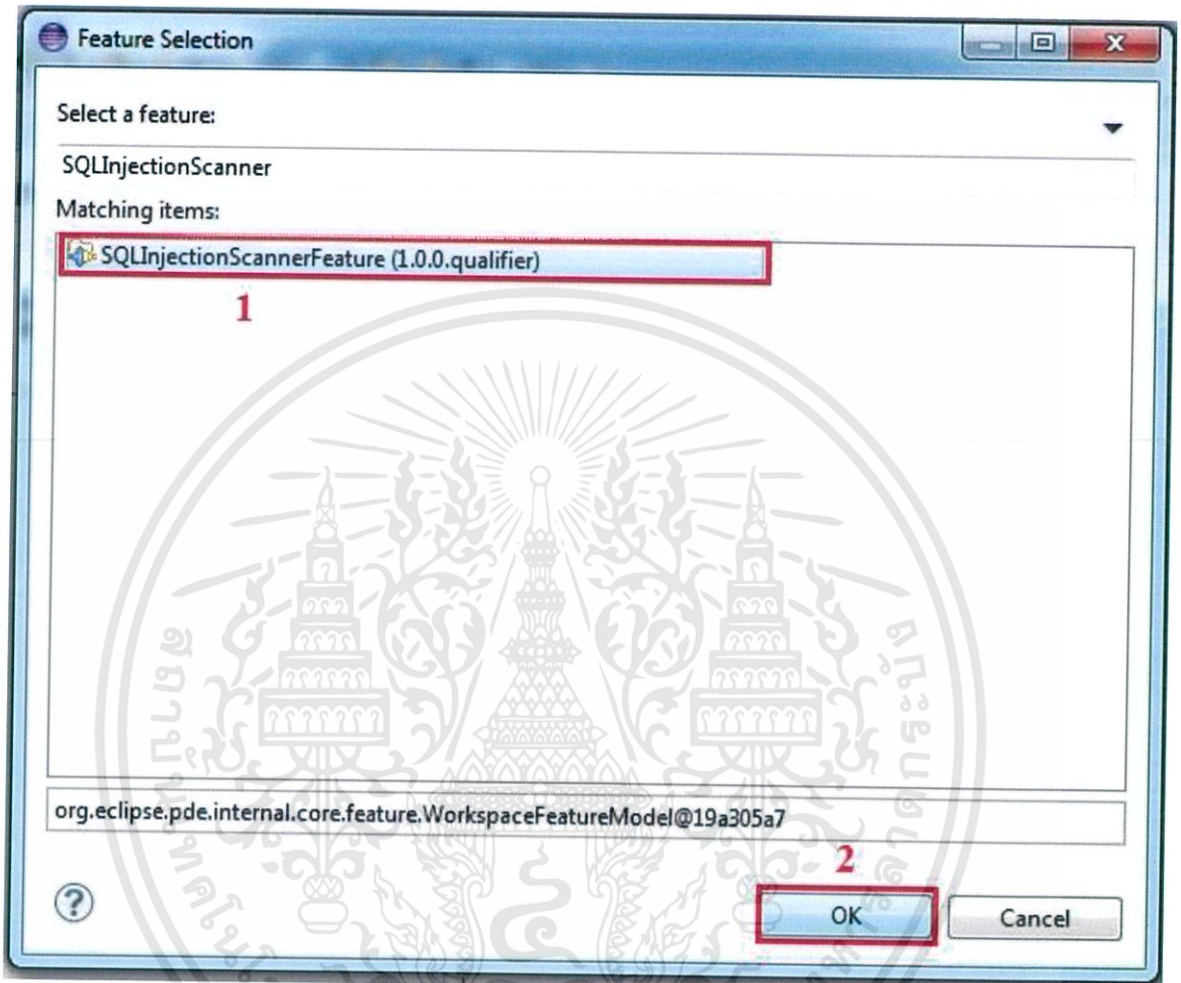 Feature Selection
Select a feature:
SQLInjectionScanner
Matching items:
SQLInjectionScannerFeature (1.0.0.qualifier)
1
org.eclipse.pde.internal.core.feature.WorkspaceFeatureModel@19a305a7
2
?
OK
Cancel